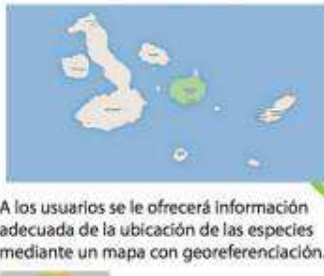 A los usuarios se le ofrecerá información
adecuada de la ubicación de las especies
mediante un mapa con georeferenciación.